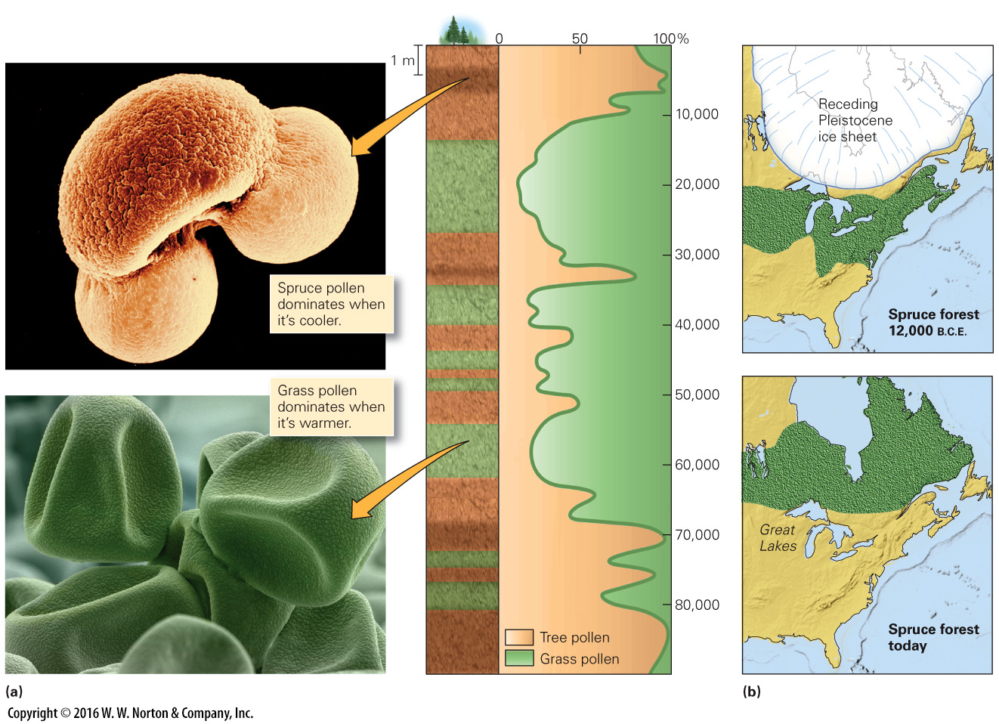 0
50
100%
1 m
Spruce pollen
dominates when
it’s cooler.
Grass pollen
dominates when
it’s warmer.
10,000
20,000
30,000
40,000
50,000
60,000
70,000
80,000
Tree pollen
Grass pollen
Receding
Pleistocene
ice sheet
Spruce forest
12,000 B.C.E.
Great
Lakes
Spruce forest
today
(a)
(b)
Copyright © 2016 W. W. Norton & Company, Inc.